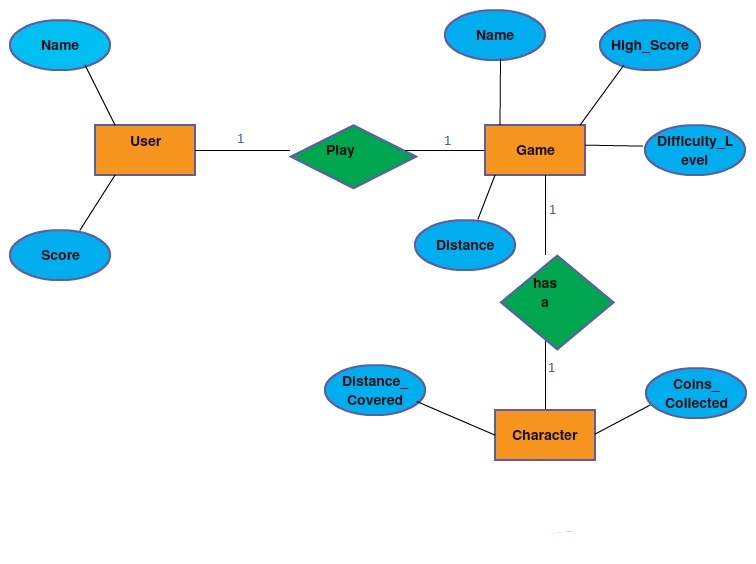 Name
Name
High_Score
User
1
Play
1
Game
Difficuity_L
evel
1
Score
Distance
has
a
1
Distance_
Covered
Coins_
Collected
Character